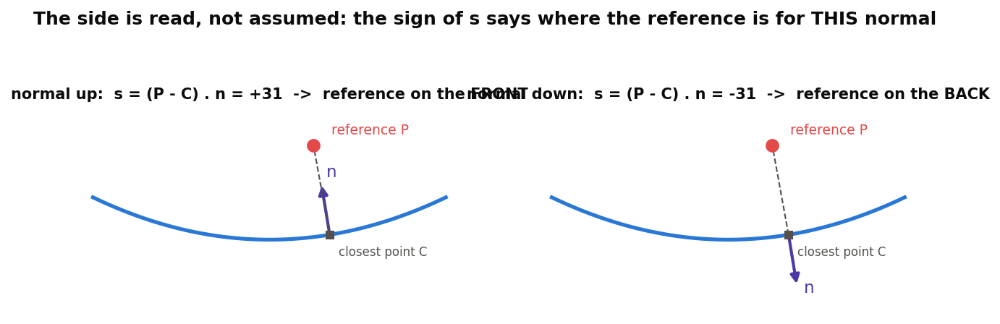 The side is read, not assumed: the sign of s says where the reference is for THIS normal
normal up:  s = (P - C) . n = +31  ->  reference on the FRONT
normal down:  s = (P - C) . n = -31  ->  reference on the BACK
reference P
n
closest point C
reference P
closest point C
n